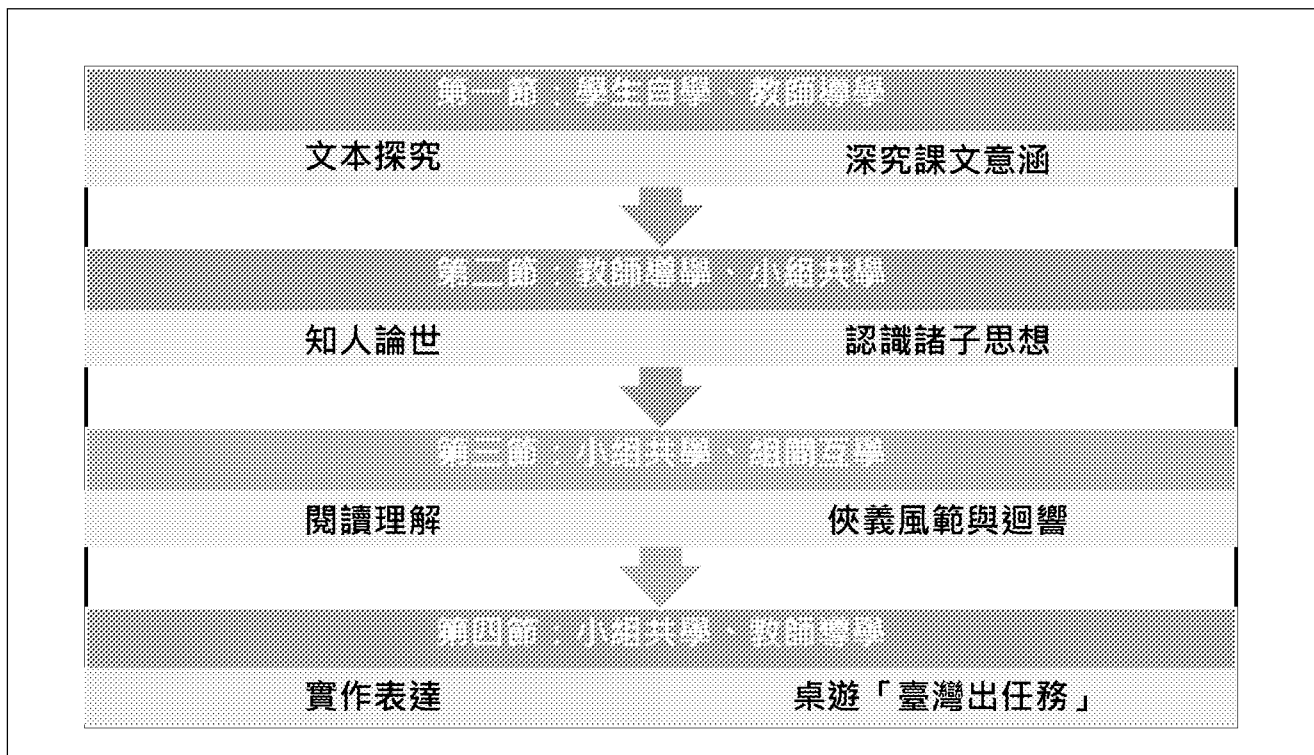 第一節：學生自學、教師導學
文本探究 深究課文意涵
第二節：教師導學、小組共學
知人論世 認識諸子思想
第三節：小組共學、組間互學
閱讀理解 俠義風範與迴響
第四節：小組共學、教師導學
實作表達 桌遊「臺灣出任務」